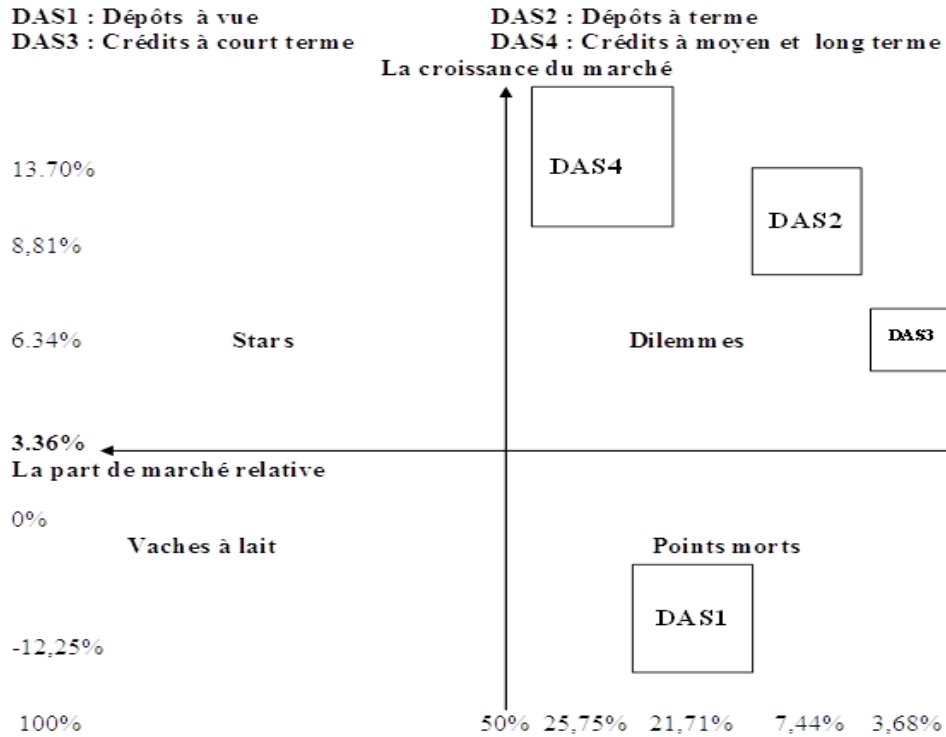 DAS1 : Dépôts à vue DAS2 : Dépôts à terme
DAS3 : Crédits à court terme DAS4 : Crédits à moyen et long terme
La croissance du marché
13.70% DAS4
8,81% DAS2
6.34% Stars Dilemmes DAS3
3.36%
La part de marché relative
0%
Vaches à lait Points morts
DAS1
-12,25%
100% 50% 25,75% 21,71% 7,44% 3,68%